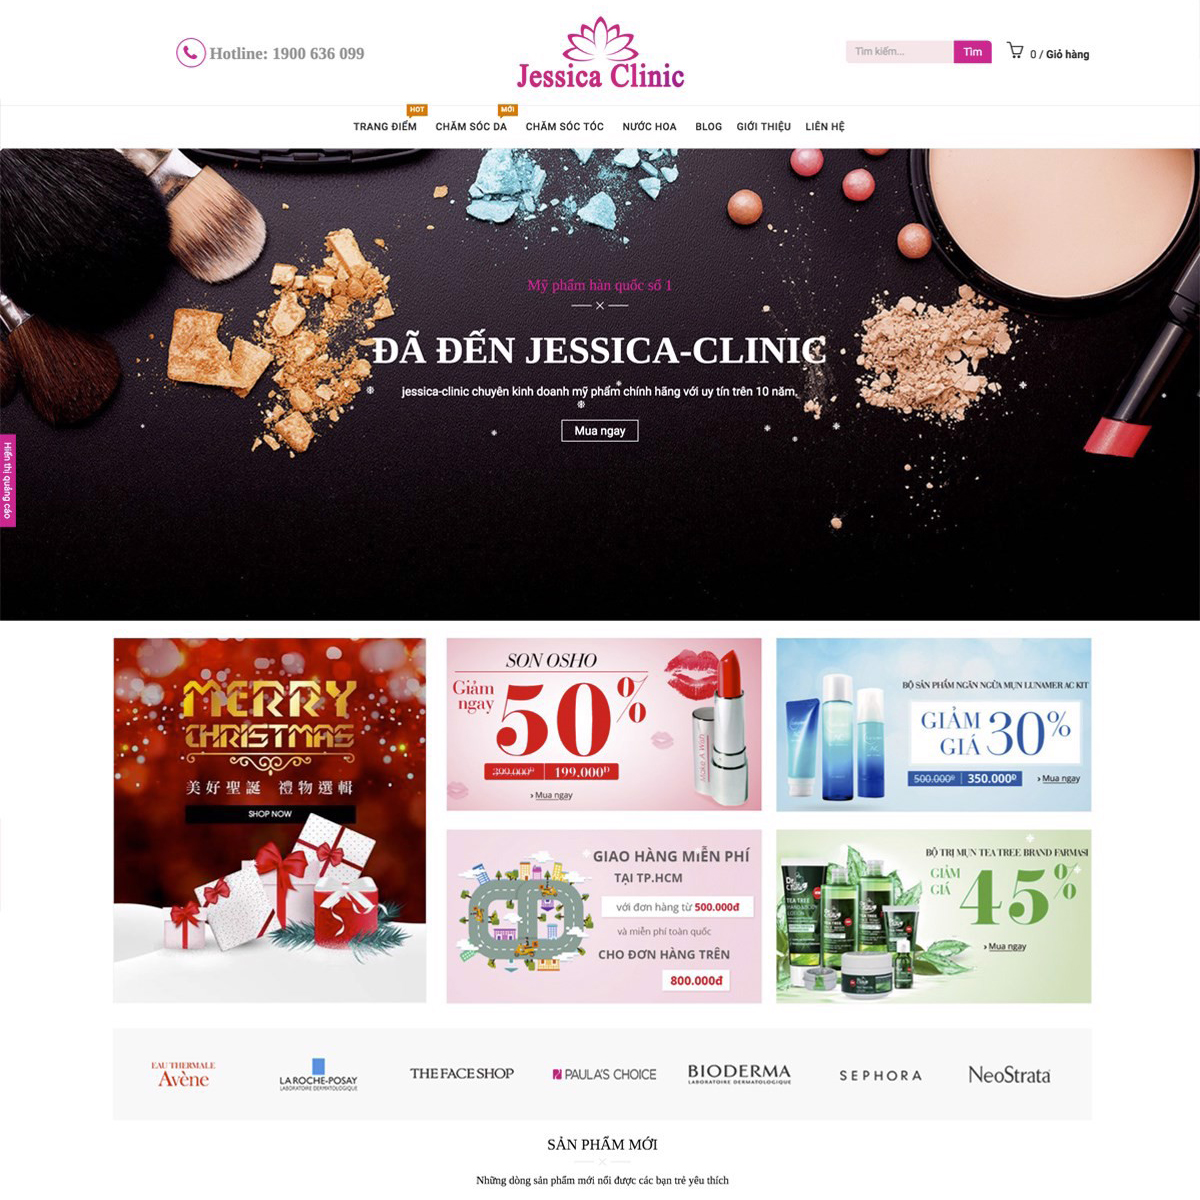 Hotline: 1900 636 099
Jessica Clinic
Tìm kiếm...
Tìm
0 / Giỏ hàng
HOT
MỚI
TRANG ĐIỂM
CHĂM SÓC DA
CHĂM SÓC TÓC
NƯỚC HOA
BLOG
GIỚI THIỆU
LIÊN HỆ
Mỹ phẩm hàn quốc số 1
ĐÃ ĐẾN JESSICA-CLINIC
jessica-clinic chuyên kinh doanh mỹ phẩm chính hãng với uy tín trên 10 năm.
Mua ngay
Hiển thị quảng cáo
MERRY
CHRISTMAS
美好聖誕 禮物選輯
SHOP NOW
SON OSHO
Giảm
ngay
50%
399.000Đ
199.000Đ
› Mua ngay
Make A Wish
BỘ SẢN PHẨM NGĂN NGỪA MỤN LUNAMER AC KIT
GIẢM
GIÁ
30%
500.000Đ
350.000Đ
› Mua ngay
AC
GIAO HÀNG MIỄN PHÍ
TẠI TP.HCM
với đơn hàng từ 500.000đ
và miễn phí toàn quốc
CHO ĐƠN HÀNG TRÊN
800.000đ
BỘ TRỊ MỤN TEA TREE BRAND FARMASI
GIẢM
GIÁ
45%
› Mua ngay
TEA TREE
EAU THERMALE
Avène
LA ROCHE-POSAY
LABORATOIRE DERMATOLOGIQUE
THE FACE SHOP
PAULA'S CHOICE
BIODERMA
LABORATOIRE DERMATOLOGIQUE
SEPHORA
NeoStrata
SẢN PHẨM MỚI
Những dòng sản phẩm mới nổi được các bạn trẻ yêu thích